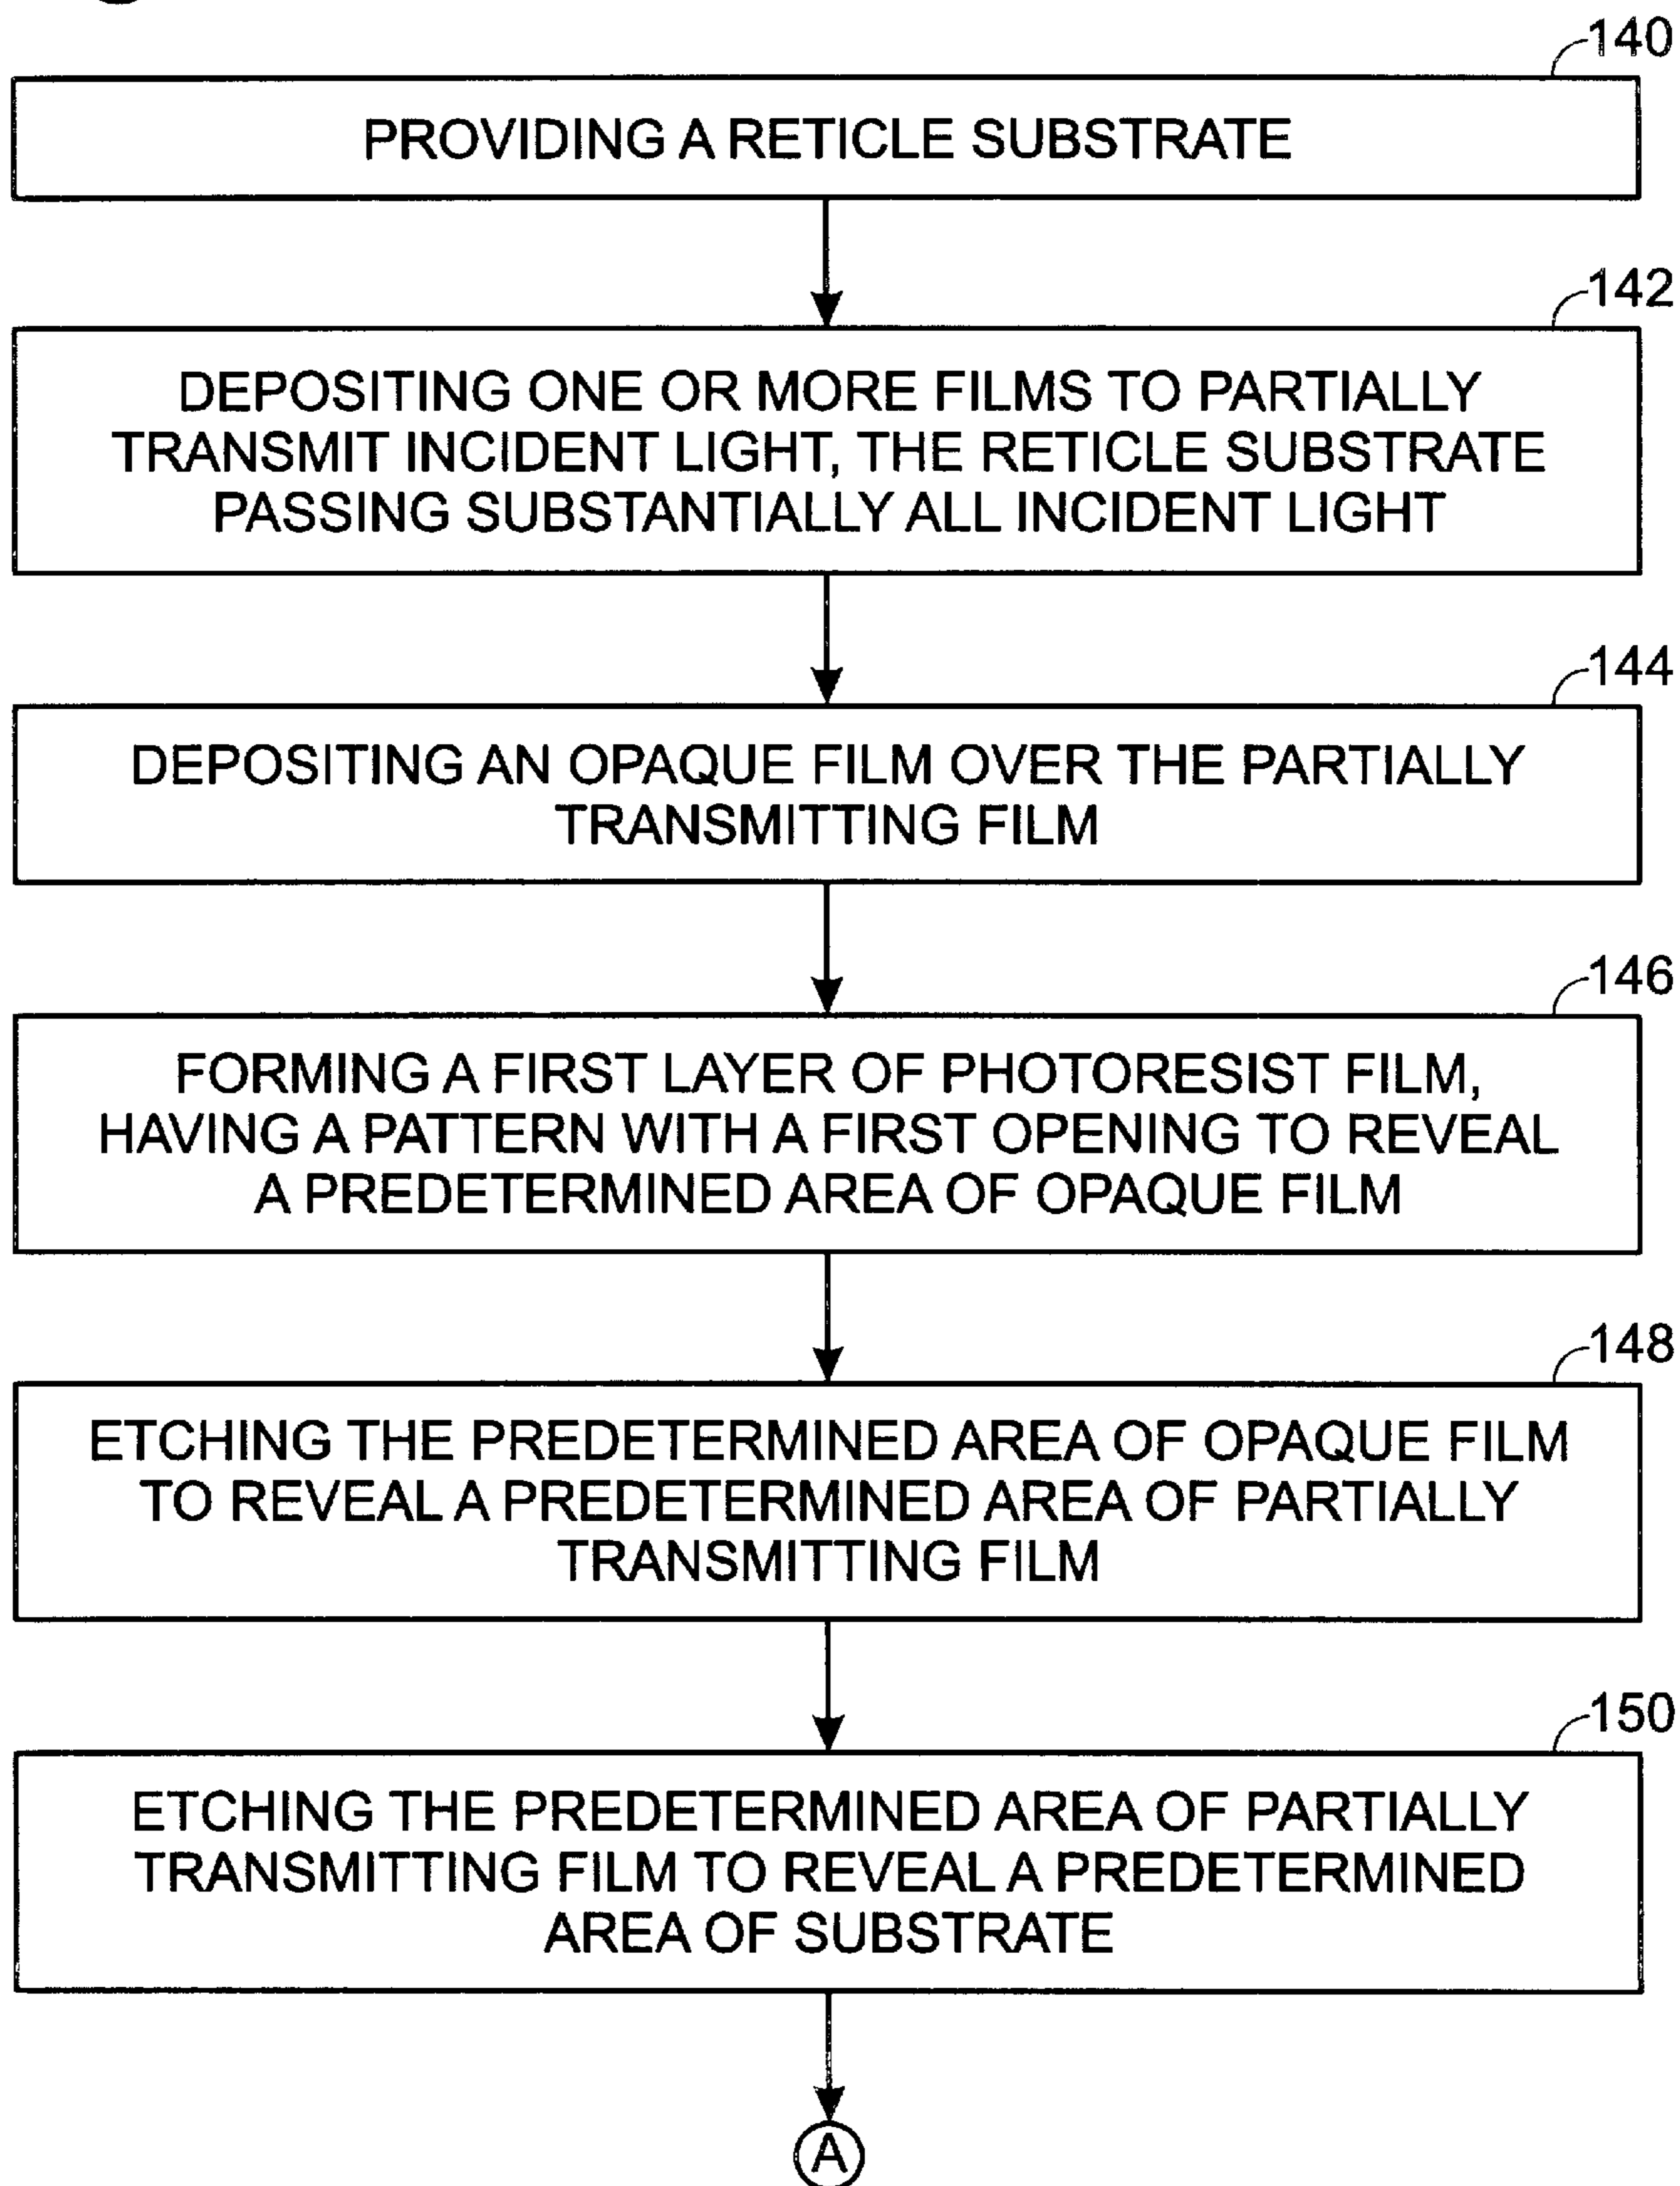 140
PROVIDING A RETICLE SUBSTRATE
142
DEPOSITING ONE OR MORE FILMS TO PARTIALLY
TRANSMIT INCIDENT LIGHT, THE RETICLE SUBSTRATE
PASSING SUBSTANTIALLY ALL INCIDENT LIGHT
144
DEPOSITING AN OPAQUE FILM OVER THE PARTIALLY
TRANSMITTING FILM
146
FORMING A FIRST LAYER OF PHOTORESIST FILM,
HAVING A PATTERN WITH A FIRST OPENING TO REVEAL
A PREDETERMINED AREA OF OPAQUE FILM
148
ETCHING THE PREDETERMINED AREA OF OPAQUE FILM
TO REVEAL A PREDETERMINED AREA OF PARTIALLY
TRANSMITTING FILM
150
ETCHING THE PREDETERMINED AREA OF PARTIALLY
TRANSMITTING FILM TO REVEAL A PREDETERMINED
AREA OF SUBSTRATE
A